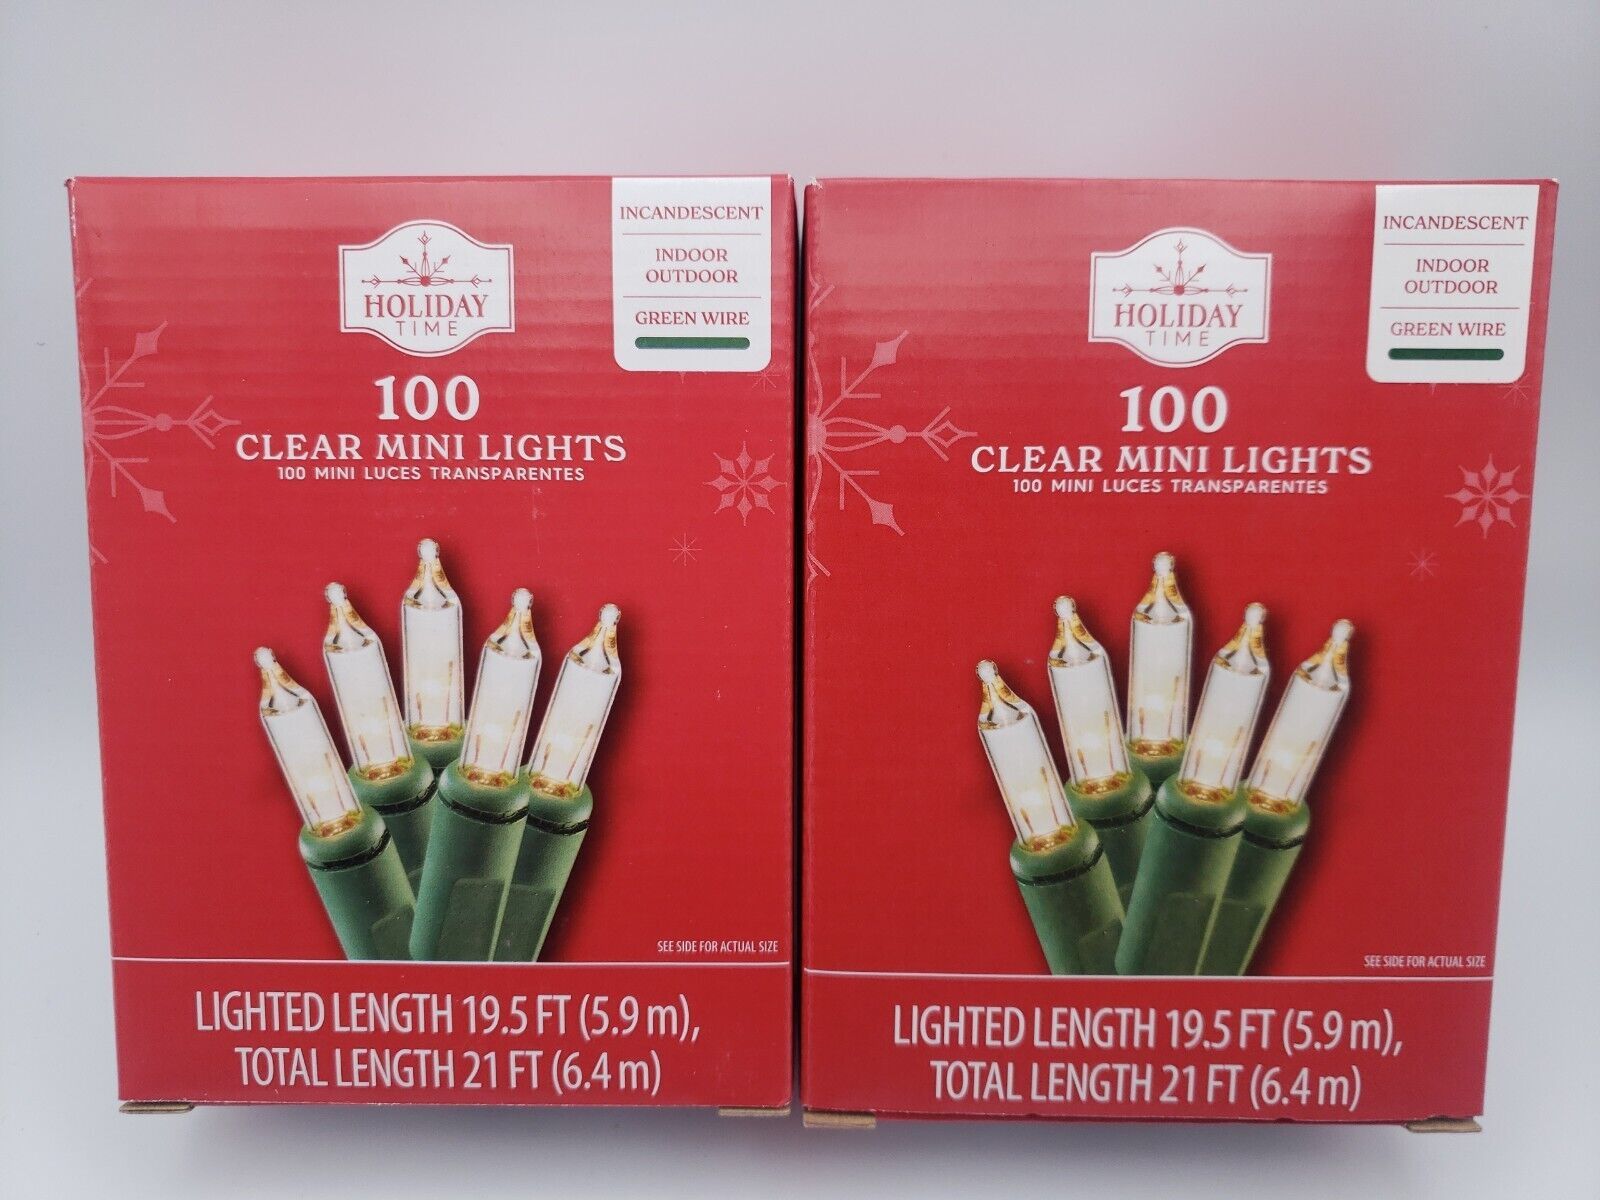 HOLIDAY
TIME
INCANDESCENT
INDOOR
OUTDOOR
GREEN WIRE
100
CLEAR MINI LIGHTS
100 MINI LUCES TRANSPARENTES
SEE SIDE FOR ACTUAL SIZE
LIGHTED LENGTH 19.5 FT (5.9 m),
TOTAL LENGTH 21 FT (6.4 m)
HOLIDAY
TIME
INCANDESCENT
INDOOR
OUTDOOR
GREEN WIRE
100
CLEAR MINI LIGHTS
100 MINI LUCES TRANSPARENTES
SEE SIDE FOR ACTUAL SIZE
LIGHTED LENGTH 19.5 FT (5.9 m),
TOTAL LENGTH 21 FT (6.4 m)